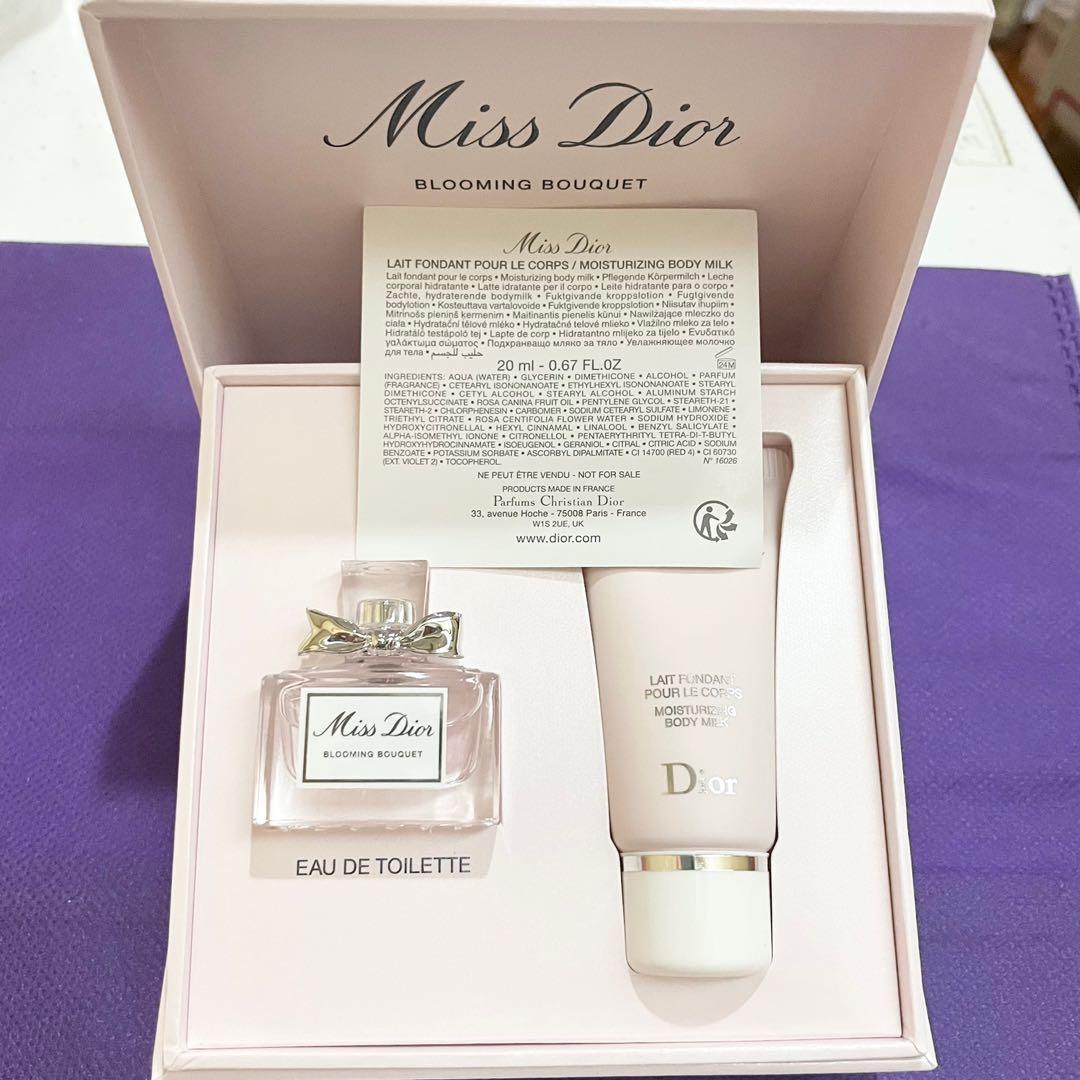 Miss Dior
BLOOMING BOUQUET
Miss Dior
LAIT FONDANT POUR LE CORPS / MOISTURIZING BODY MILK
Lait fondant pour le corps • Moisturizing body milk • Pflegende Körpermilch • Leche
corporal hidratante • Latte idratante per il corpo • Leite hidratante para o corpo •
Zachte, hydraterende bodymilk • Fuktgivande kroppslotion • Fugtgivende
bodylotion • Kosteuttava vartalovoide • Fuktgivende kroppslotion • Niisutav ihupiim •
Mitrinošs pieniņš ķermenim • Maitinantis pienelis kūnui • Nawilżające mleczko do
ciała • Hydratační tělové mléko • Hydratačné telové mlieko • Vlažilno mleko za telo •
Hidratáló testápoló tej • Lapte de corp • Hidratantno mlijeko za tijelo • Ενυδατικό
γαλάκτωμα σώματος • Подхранващо мляко за тяло • Увлажняющее молочко
для тела • حليب للجسم
20 ml - 0.67 FL.OZ
24M
INGREDIENTS: AQUA (WATER) • GLYCERIN • DIMETHICONE • ALCOHOL • PARFUM
(FRAGRANCE) • CETEARYL ISONONANOATE • ETHYLHEXYL ISONONANOATE • STEARYL
DIMETHICONE • CETYL ALCOHOL • STEARYL ALCOHOL • ALUMINUM STARCH
OCTENYLSUCCINATE • ROSA CANINA FRUIT OIL • PENTYLENE GLYCOL • STEARETH-21 •
STEARETH-2 • CHLORPHENESIN • CARBOMER • SODIUM CETEARYL SULFATE • LIMONENE •
TRIETHYL CITRATE • ROSA CENTIFOLIA FLOWER WATER • SODIUM HYDROXIDE •
HYDROXYCITRONELLAL • HEXYL CINNAMAL • LINALOOL • BENZYL SALICYLATE •
ALPHA-ISOMETHYL IONONE • CITRONELLOL • PENTAERYTHRITYL TETRA-DI-T-BUTYL
HYDROXYHYDROCINNAMATE • ISOEUGENOL • GERANIOL • CITRAL • CITRIC ACID • SODIUM
BENZOATE • POTASSIUM SORBATE • ASCORBYL DIPALMITATE • CI 14700 (RED 4) • CI 60730
(EXT. VIOLET 2) • TOCOPHEROL.
N° 16026
NE PEUT ÊTRE VENDU - NOT FOR SALE
PRODUCTS MADE IN FRANCE
Parfums Christian Dior
33, avenue Hoche - 75008 Paris - France
W1S 2UE, UK
www.dior.com
Miss Dior
BLOOMING BOUQUET
EAU DE TOILETTE
LAIT FONDANT
POUR LE CORPS
MOISTURIZING
BODY MILK
Dior